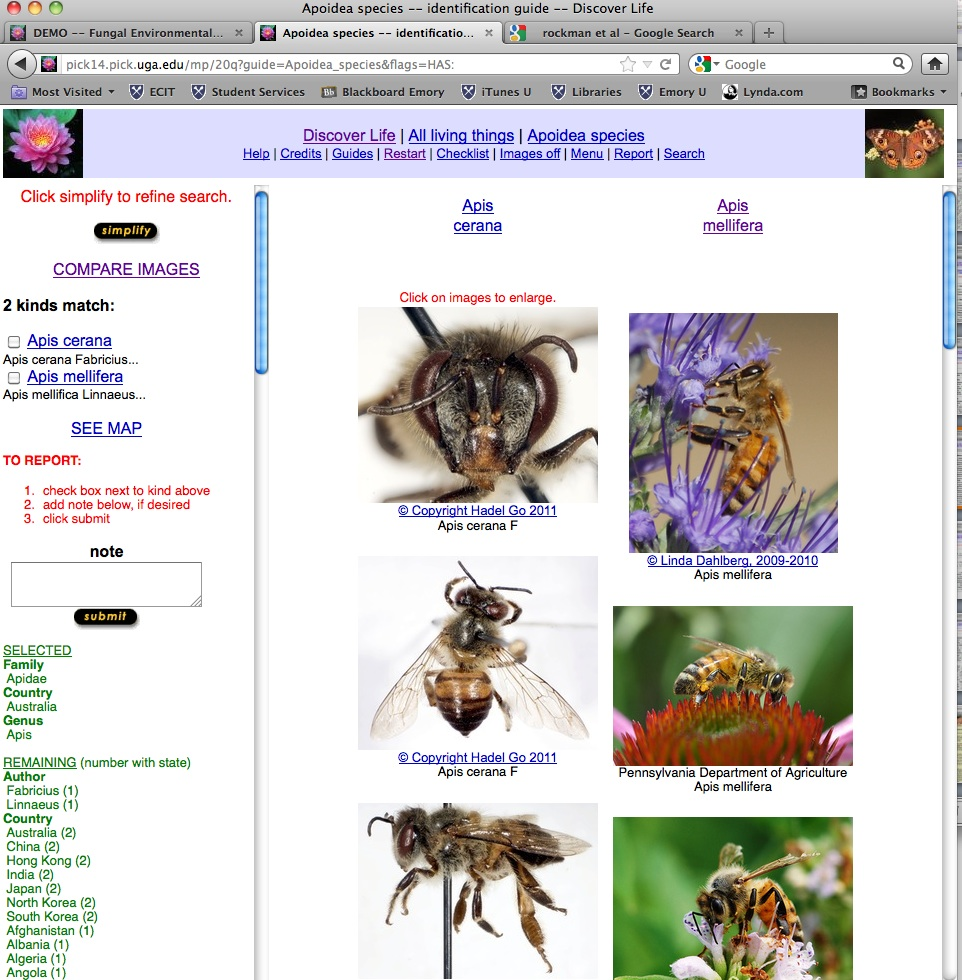 Apoidea species -- identification guide -- Discover Life
DEMO -- Fungal Environmental...
Apoidea species -- identificatio...
rockman et al - Google Search
pick14.pick.uga.edu/mp/20q?guide=Apoidea_species&flags=HAS:
Google
Most Visited
ECIT
Student Services
Bb Blackboard Emory
iTunes U
Libraries
Emory U
Lynda.com
Bookmarks
Discover Life | All living things | Apoidea species
Help | Credits | Guides | Restart | Checklist | Images off | Menu | Report | Search
Click simplify to refine search.
simplify
COMPARE IMAGES
2 kinds match:
Apis cerana
Apis cerana Fabricius...
Apis mellifera
Apis mellifica Linnaeus...
SEE MAP
TO REPORT:
1. check box next to kind above
2. add note below, if desired
3. click submit
note
submit
SELECTED
Family
Apidae
Country
Australia
Genus
Apis
REMAINING (number with state)
Author
Fabricius (1)
Linnaeus (1)
Country
Australia (2)
China (2)
Hong Kong (2)
India (2)
Japan (2)
North Korea (2)
South Korea (2)
Afghanistan (1)
Albania (1)
Algeria (1)
Angola (1)
Apis
cerana
Click on images to enlarge.
© Copyright Hadel Go 2011
Apis cerana F
© Copyright Hadel Go 2011
Apis cerana F
Apis
mellifera
© Linda Dahlberg, 2009-2010
Apis mellifera
Pennsylvania Department of Agriculture
Apis mellifera